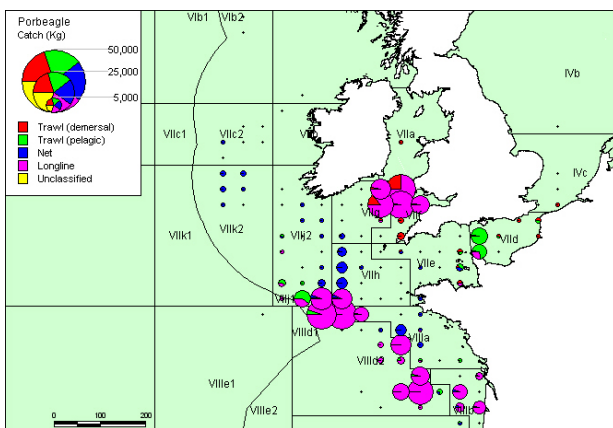 Porbeagle
Catch (Kg)
50,000
25,000
5,000
Trawl (demersal)
Trawl (pelagic)
Net
Longline
Unclassified
VIb1
VIb2
IVb
VIIc1
VIIc2
VIIa
IVc
VIIg
VIId
VIIk1
VIIk2
VIIj2
VIIe
VIIh
VIIj1
VIIId1
VIIIa
VIIId2
VIIIe1
VIIIe2
VIIIb
0
100
200